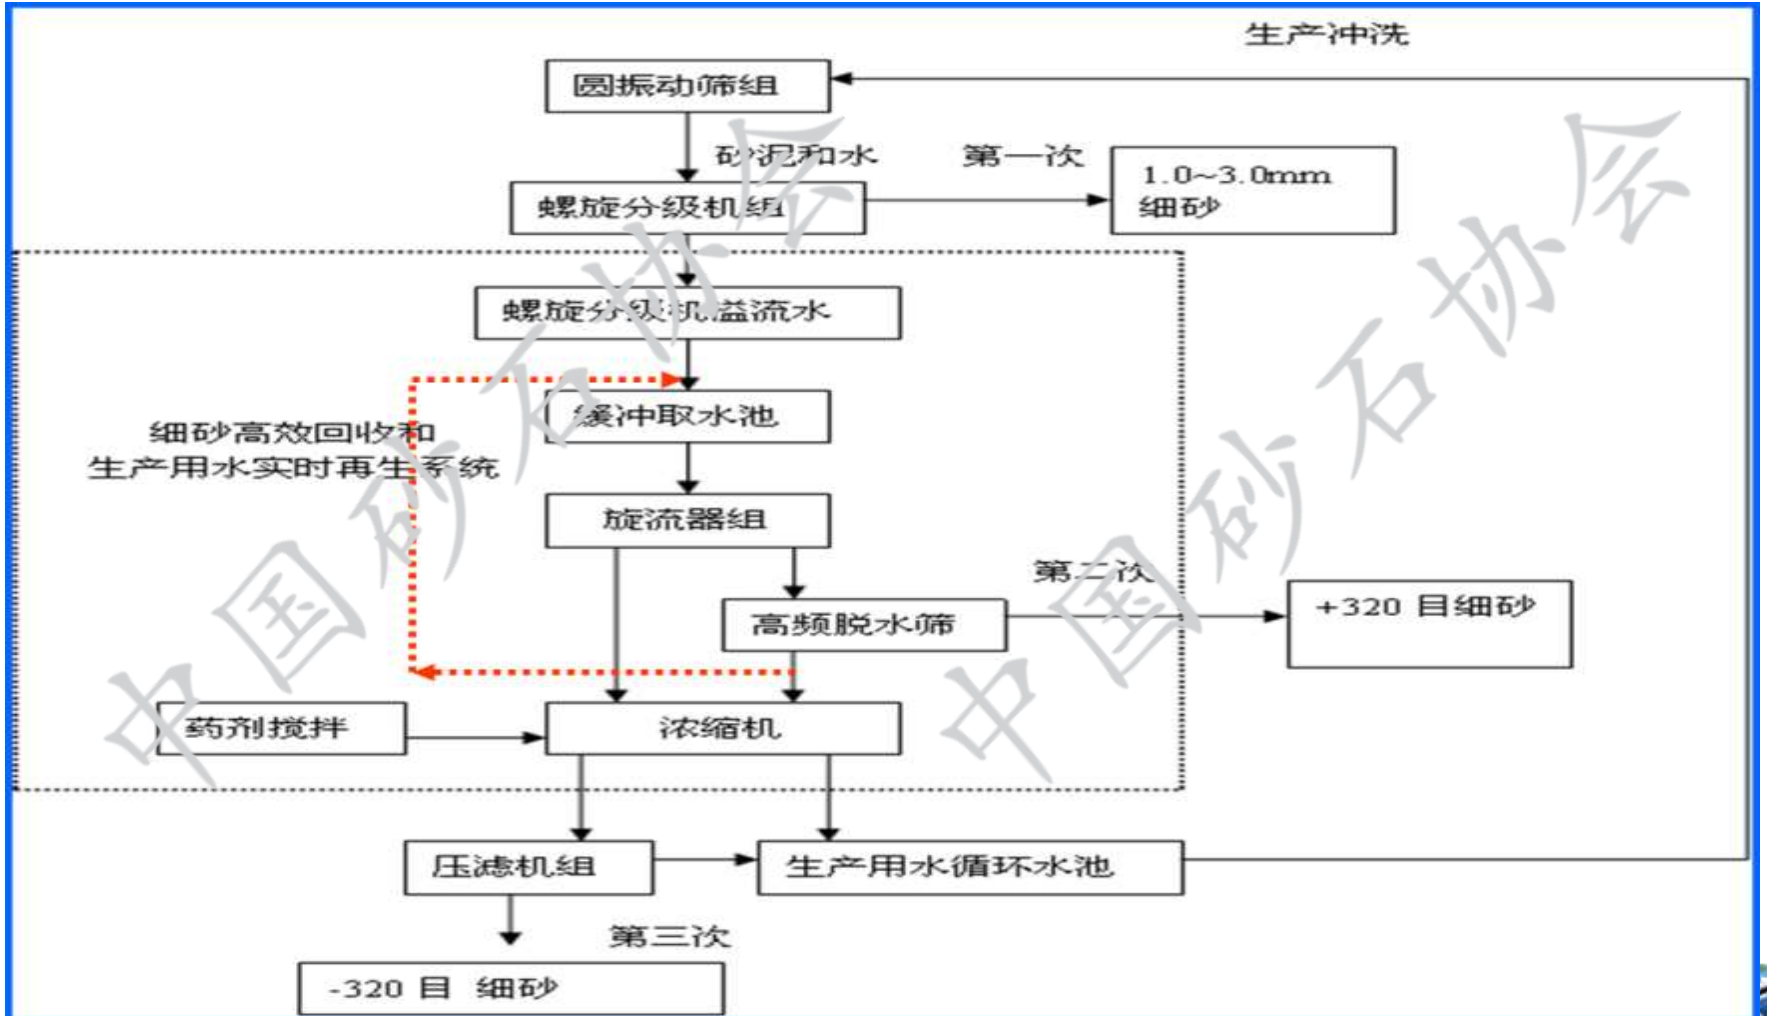 生产冲洗
圆振动筛组
砂泥和水
第一次
1.0~3.0mm
细砂
螺旋分级机组
螺旋分级机溢流水
缓冲取水池
细砂高效回收和
生产用水实时再生系统
旋流器组
第二次
+320 目细砂
高频脱水筛
药剂搅拌
浓缩机
压滤机组
生产用水循环水池
第三次
-320 目 细砂
中国砂石协会
中国砂石协会